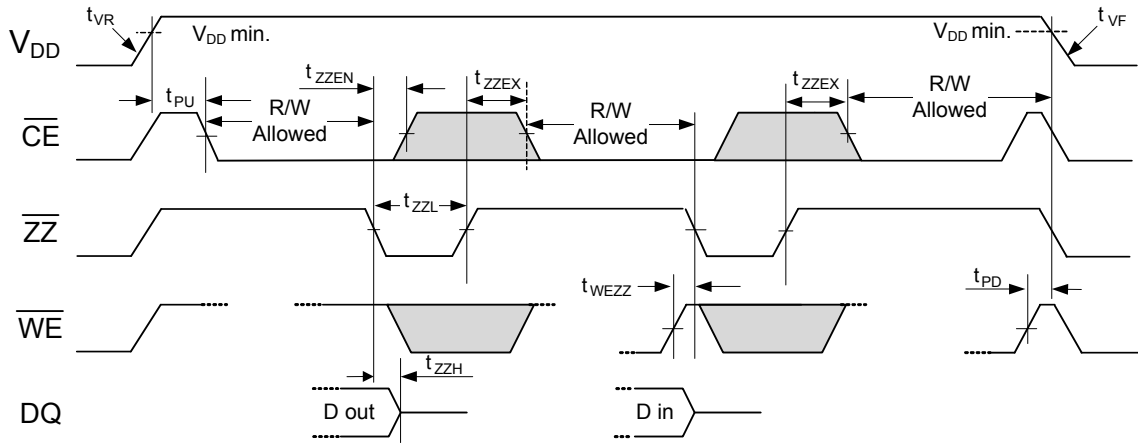 tVR
VDD
VDD min.
VDD min.
tVF
tPU
R/W
Allowed
tZZEN
tZZEX
R/W
Allowed
tZZEX
R/W
Allowed
CE
tZZL
ZZ
tWEZZ
tPD
WE
tZZH
DQ
D out
D in